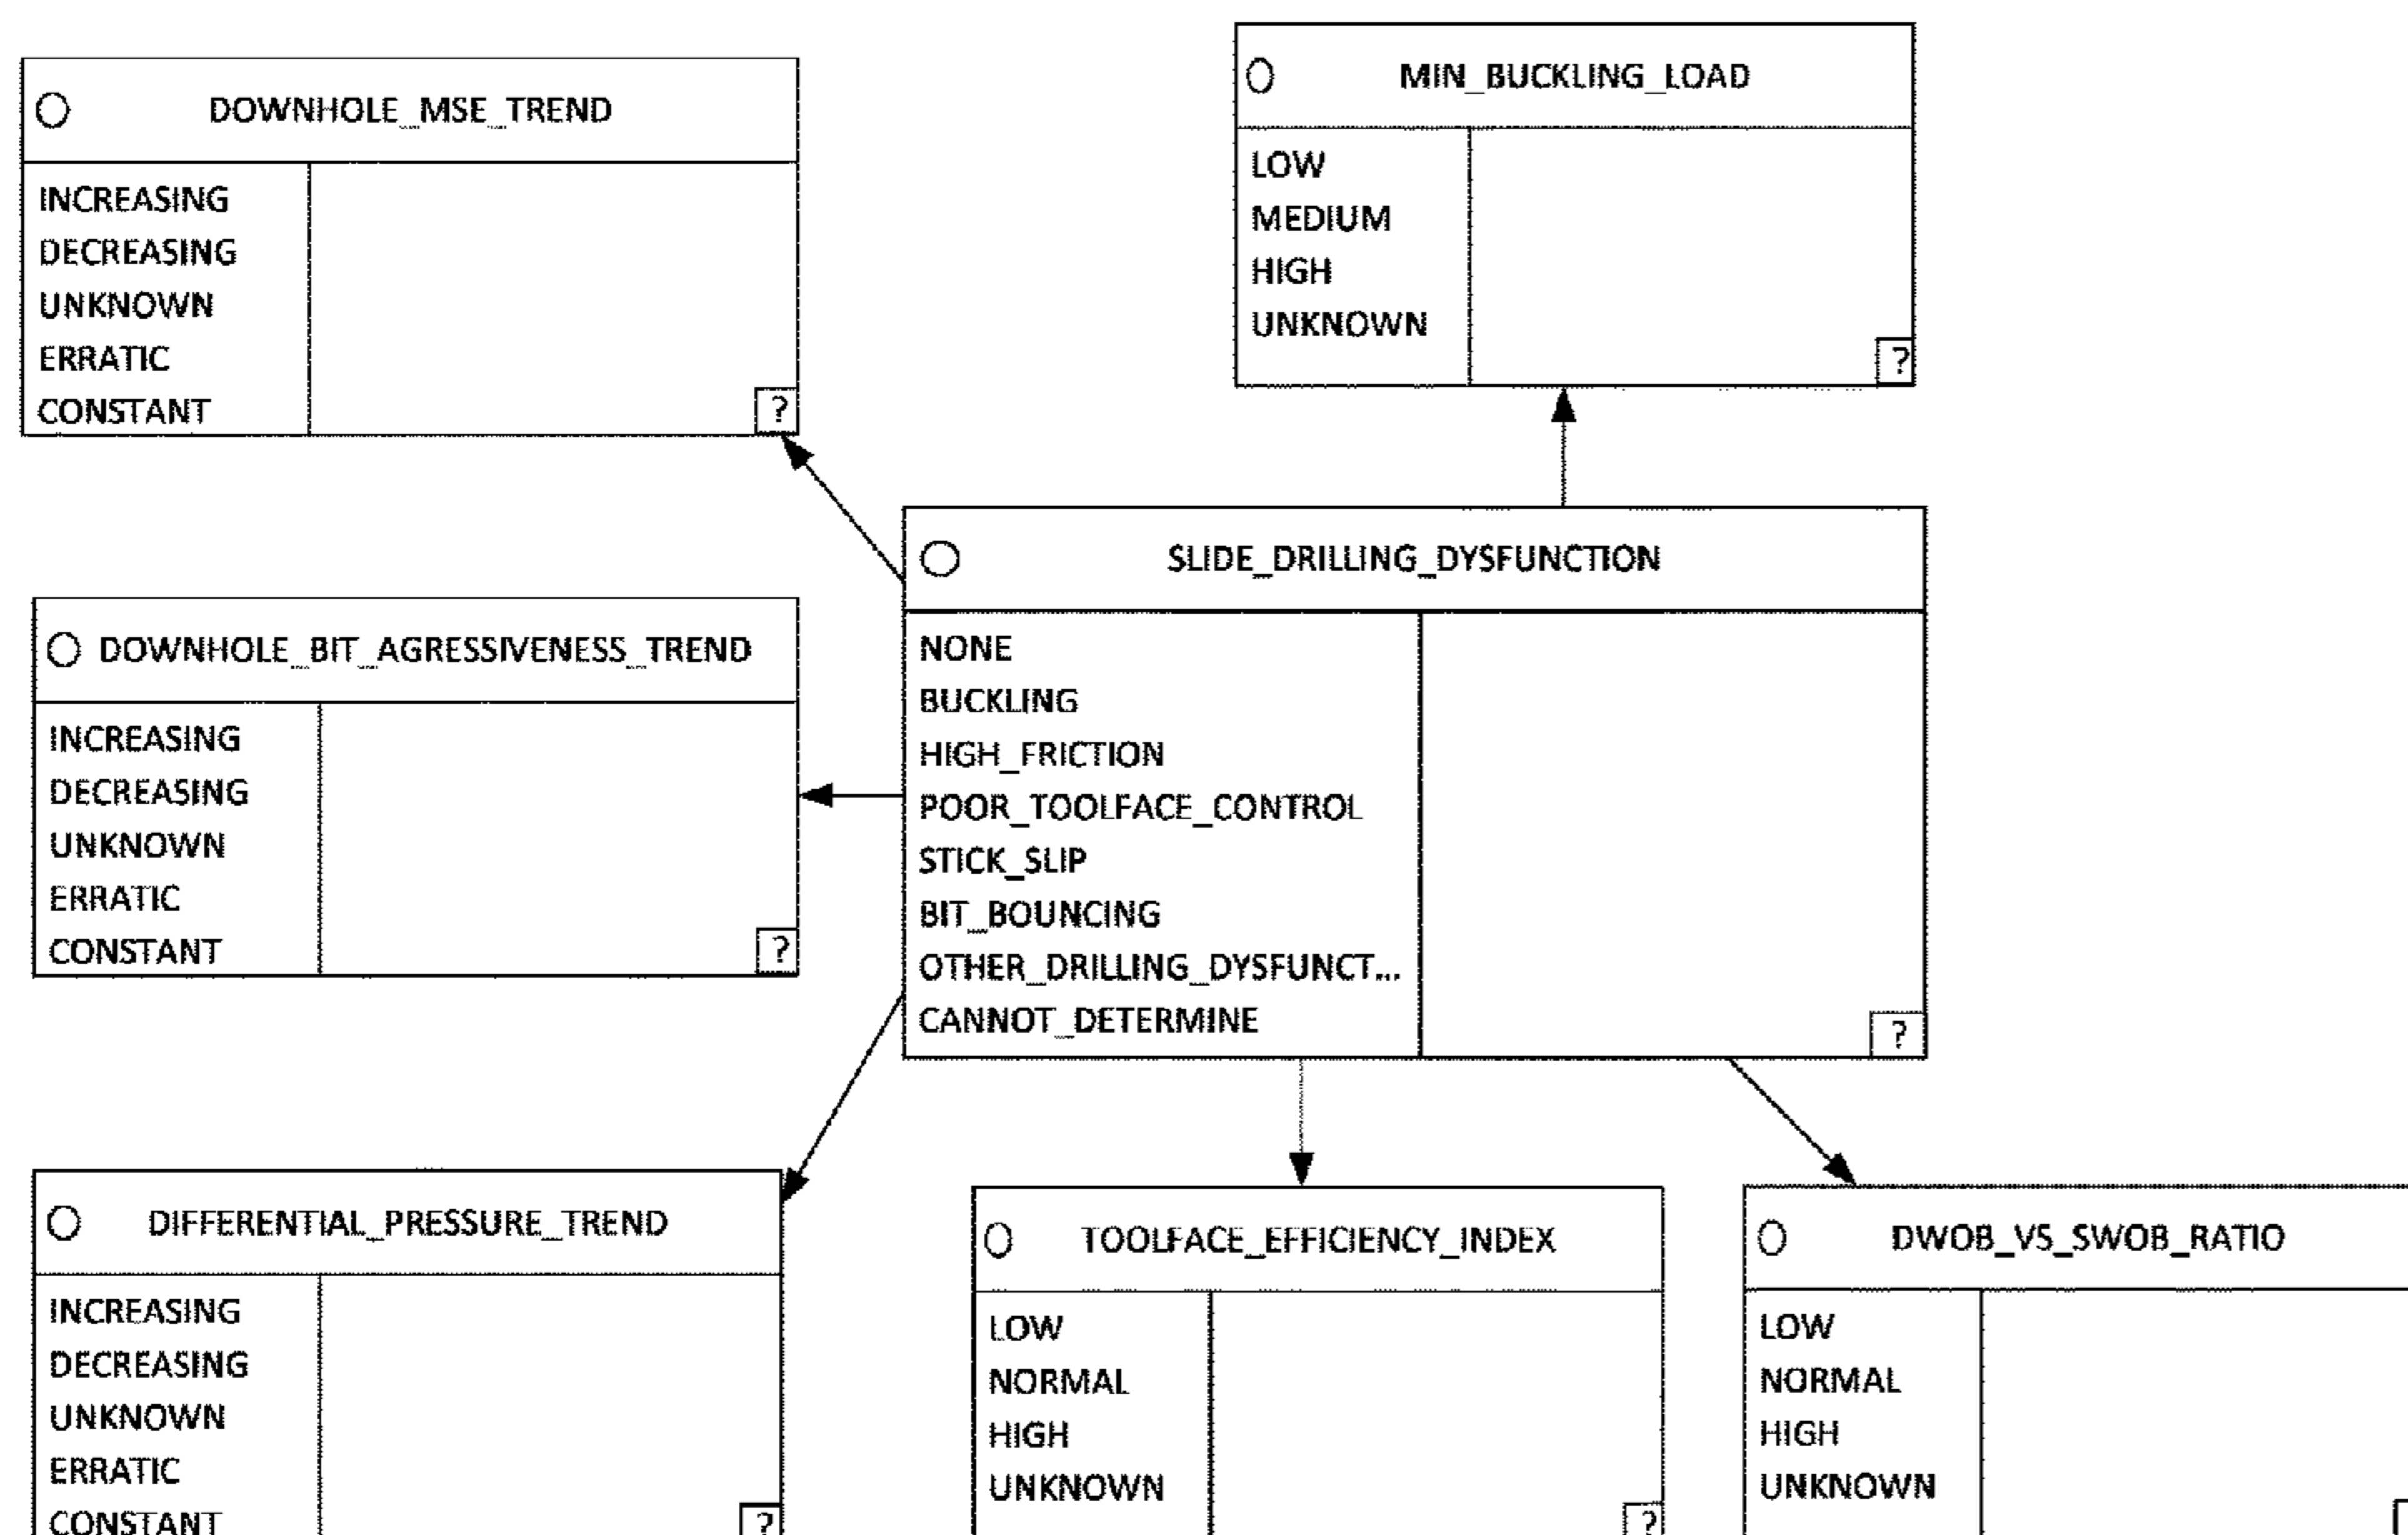 DOWNHOLE_MSE_TREND
INCREASING
DECREASING
UNKNOWN
ERRATIC
CONSTANT
?
MIN_BUCKLING_LOAD
LOW
MEDIUM
HIGH
UNKNOWN
?
SLIDE_DRILLING_DYSFUNCTION
NONE
BUCKLING
HIGH_FRICTION
POOR_TOOLFACE_CONTROL
STICK_SLIP
BIT_BOUNCING
OTHER_DRILLING_DYSFUNCT...
CANNOT_DETERMINE
?
DOWNHOLE_BIT_AGRESSIVENESS_TREND
INCREASING
DECREASING
UNKNOWN
ERRATIC
CONSTANT
?
DIFFERENTIAL_PRESSURE_TREND
INCREASING
DECREASING
UNKNOWN
ERRATIC
CONSTANT
?
TOOLFACE_EFFICIENCY_INDEX
LOW
NORMAL
HIGH
UNKNOWN
?
DWOB_VS_SWOB_RATIO
LOW
NORMAL
HIGH
UNKNOWN